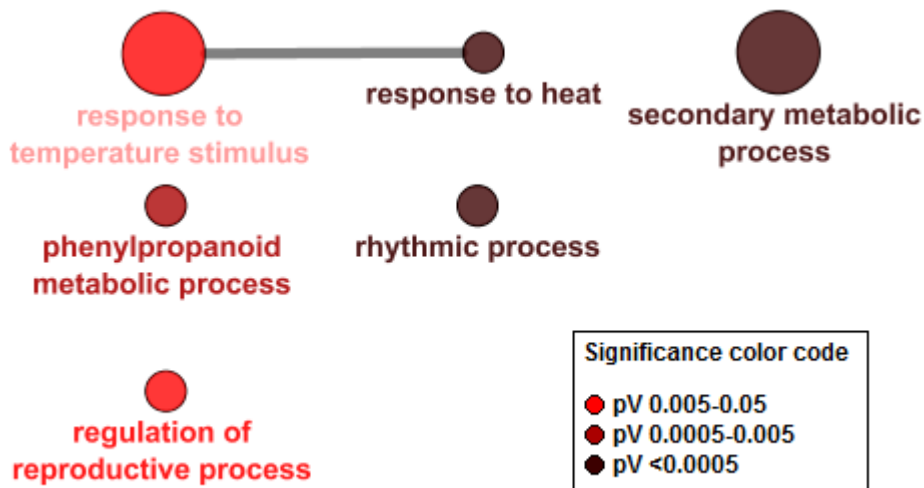 response to
temperature stimulus
response to heat
secondary metabolic
process
phenylpropanoid
metabolic process
rhythmic process
regulation of
reproductive process
Significance color code
pV 0.005-0.05
pV 0.0005-0.005
pV <0.0005